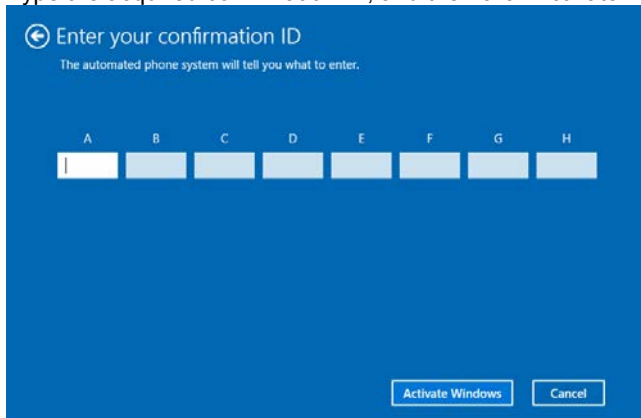 Enter your confirmation ID
The automated phone system will tell you what to enter.
A B C D E F G H
Activate Windows Cancel